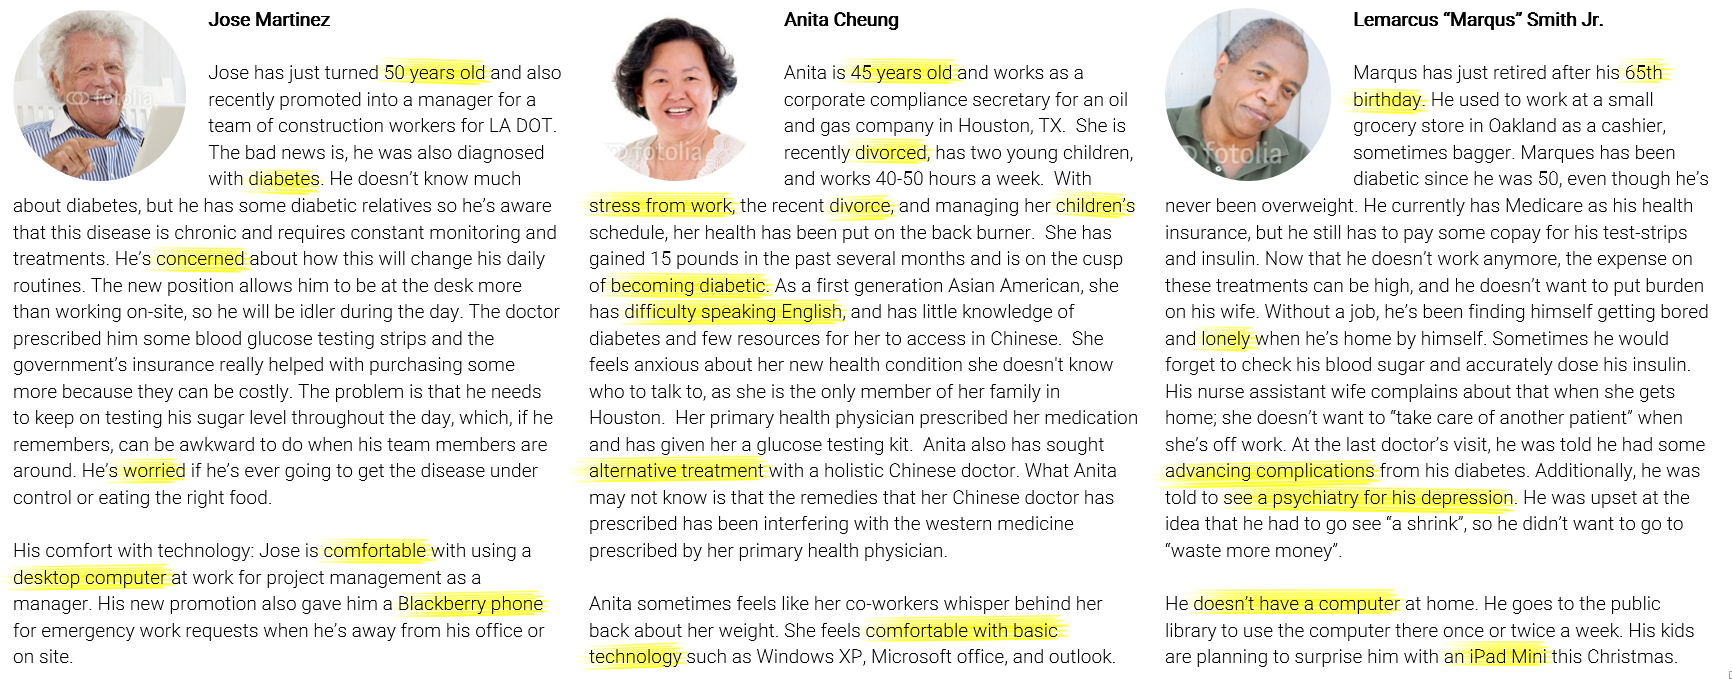 Jose Martinez
Jose has just turned 50 years old and also
recently promoted into a manager for a
team of construction workers for LA DOT.
The bad news is, he was also diagnosed
with diabetes. He doesn’t know much
about diabetes, but he has some diabetic relatives so he’s aware
that this disease is chronic and requires constant monitoring and
treatments. He’s concerned about how this will change his daily
routines. The new position allows him to be at the desk more
than working on-site, so he will be idler during the day. The doctor
prescribed him some blood glucose testing strips and the
government’s insurance really helped with purchasing some
more because they can be costly. The problem is that he needs
to keep on testing his sugar level throughout the day, which, if he
remembers, can be awkward to do when his team members are
around. He’s worried if he’s ever going to get the disease under
control or eating the right food.
His comfort with technology: Jose is comfortable with using a
desktop computer at work for project management as a
manager. His new promotion also gave him a Blackberry phone
for emergency work requests when he’s away from his office or
on site.
fotolia
Anita Cheung
Anita is 45 years old and works as a
corporate compliance secretary for an oil
and gas company in Houston, TX.  She is
recently divorced, has two young children,
and works 40-50 hours a week.  With
stress from work, the recent divorce, and managing her children’s
schedule, her health has been put on the back burner.  She has
gained 15 pounds in the past several months and is on the cusp
of becoming diabetic. As a first generation Asian American, she
has difficulty speaking English, and has little knowledge of
diabetes and few resources for her to access in Chinese.  She
feels anxious about her new health condition she doesn't know
who to talk to, as she is the only member of her family in
Houston.  Her primary health physician prescribed her medication
and has given her a glucose testing kit.  Anita also has sought
alternative treatment with a holistic Chinese doctor. What Anita
may not know is that the remedies that her Chinese doctor has
prescribed has been interfering with the western medicine
prescribed by her primary health physician.
Anita sometimes feels like her co-workers whisper behind her
back about her weight. She feels comfortable with basic
technology such as Windows XP, Microsoft office, and outlook.
fotolia
Lemarcus “Marqus” Smith Jr.
Marqus has just retired after his 65th
birthday. He used to work at a small
grocery store in Oakland as a cashier,
sometimes bagger. Marques has been
diabetic since he was 50, even though he’s
never been overweight. He currently has Medicare as his health
insurance, but he still has to pay some copay for his test-strips
and insulin. Now that he doesn’t work anymore, the expense on
these treatments can be high, and he doesn’t want to put burden
on his wife. Without a job, he’s been finding himself getting bored
and lonely when he’s home by himself. Sometimes he would
forget to check his blood sugar and accurately dose his insulin.
His nurse assistant wife complains about that when she gets
home; she doesn’t want to “take care of another patient” when
she’s off work. At the last doctor’s visit, he was told he had some
advancing complications from his diabetes. Additionally, he was
told to see a psychiatry for his depression. He was upset at the
idea that he had to go see “a shrink”, so he didn’t want to go to
“waste more money”.
He doesn’t have a computer at home. He goes to the public
library to use the computer there once or twice a week. His kids
are planning to surprise him with an iPad Mini this Christmas.
fotolia